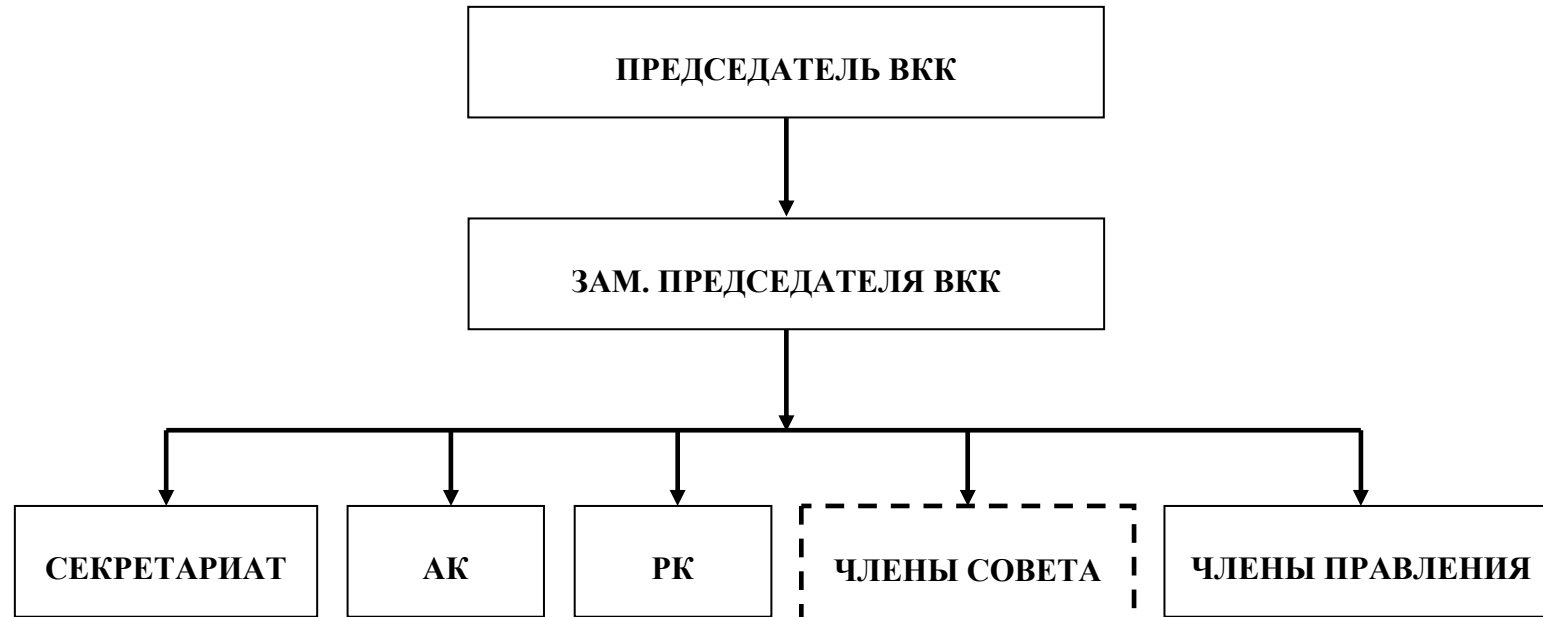 ПРЕДСЕДАТЕЛЬ ВКК
ЗАМ. ПРЕДСЕДАТЕЛЯ ВКК
СЕКРЕТАРИАТ
АК
РК
ЧЛЕНЫ СОВЕТА
ЧЛЕНЫ ПРАВЛЕНИЯ